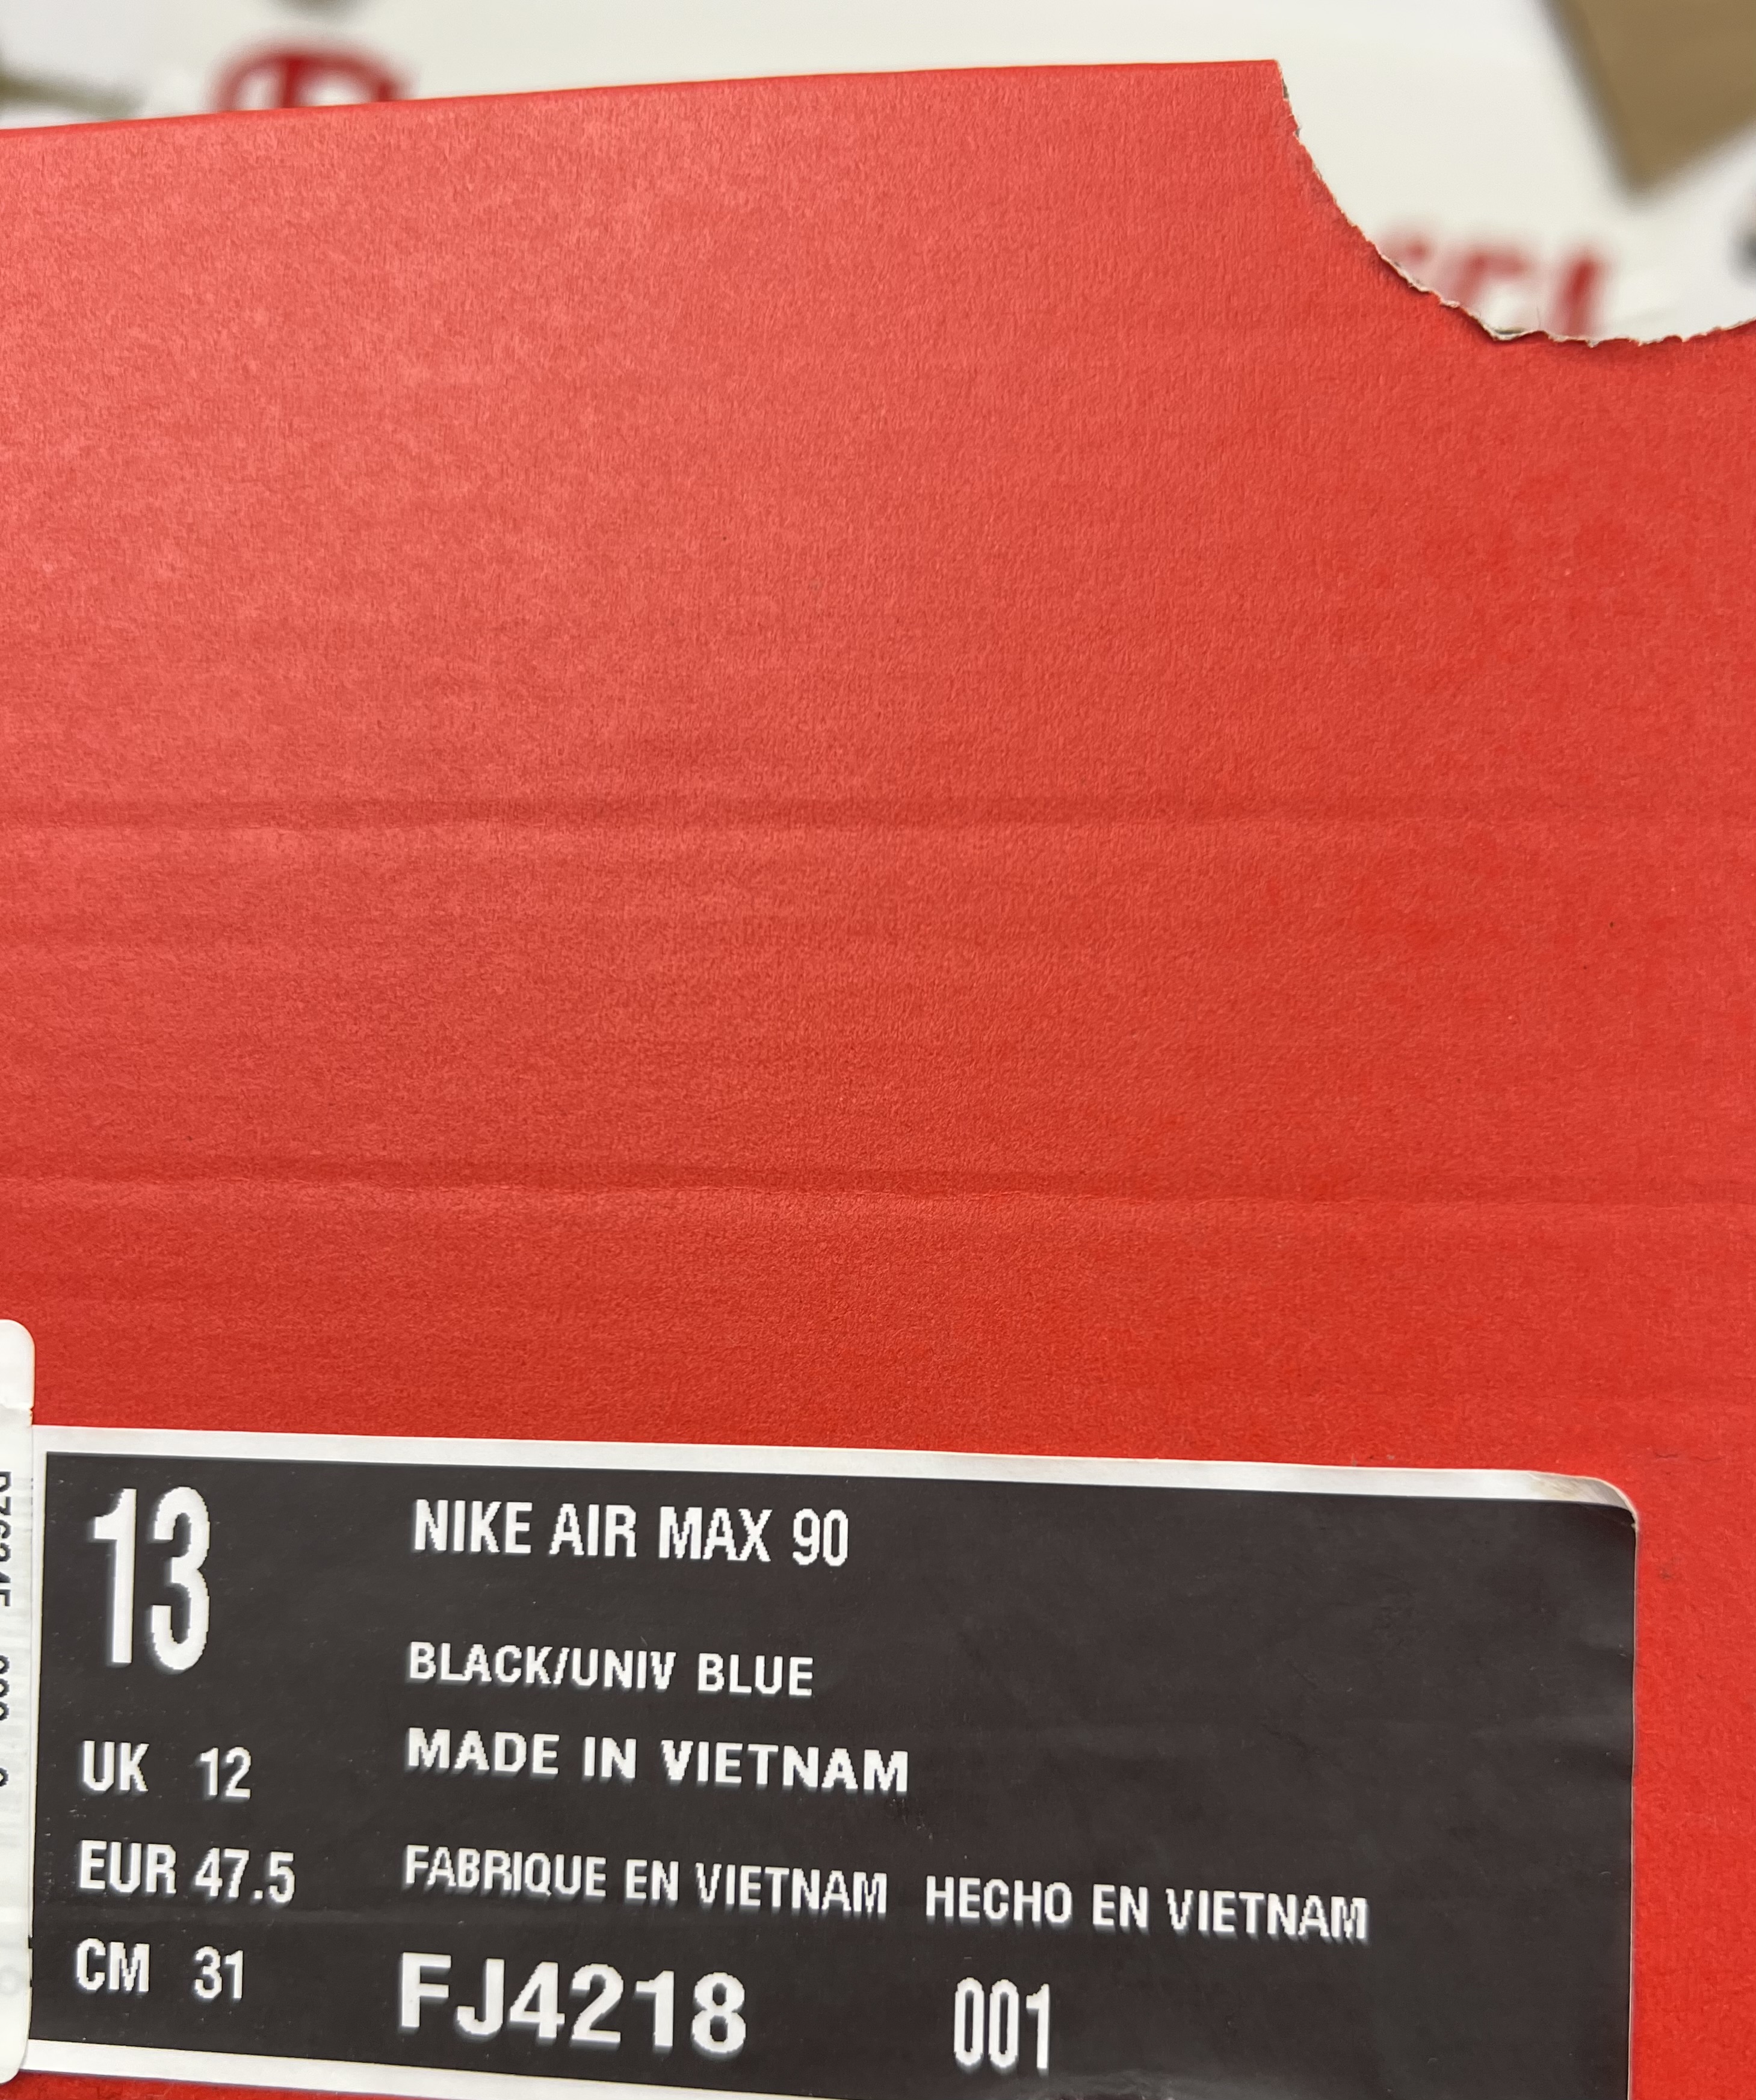 13
NIKE AIR MAX 90
BLACK/UNIV BLUE
MADE IN VIETNAM
UK 12
EUR 47.5
FABRIQUE EN VIETNAM HECHO EN VIETNAM
CM 31
FJ4218 001